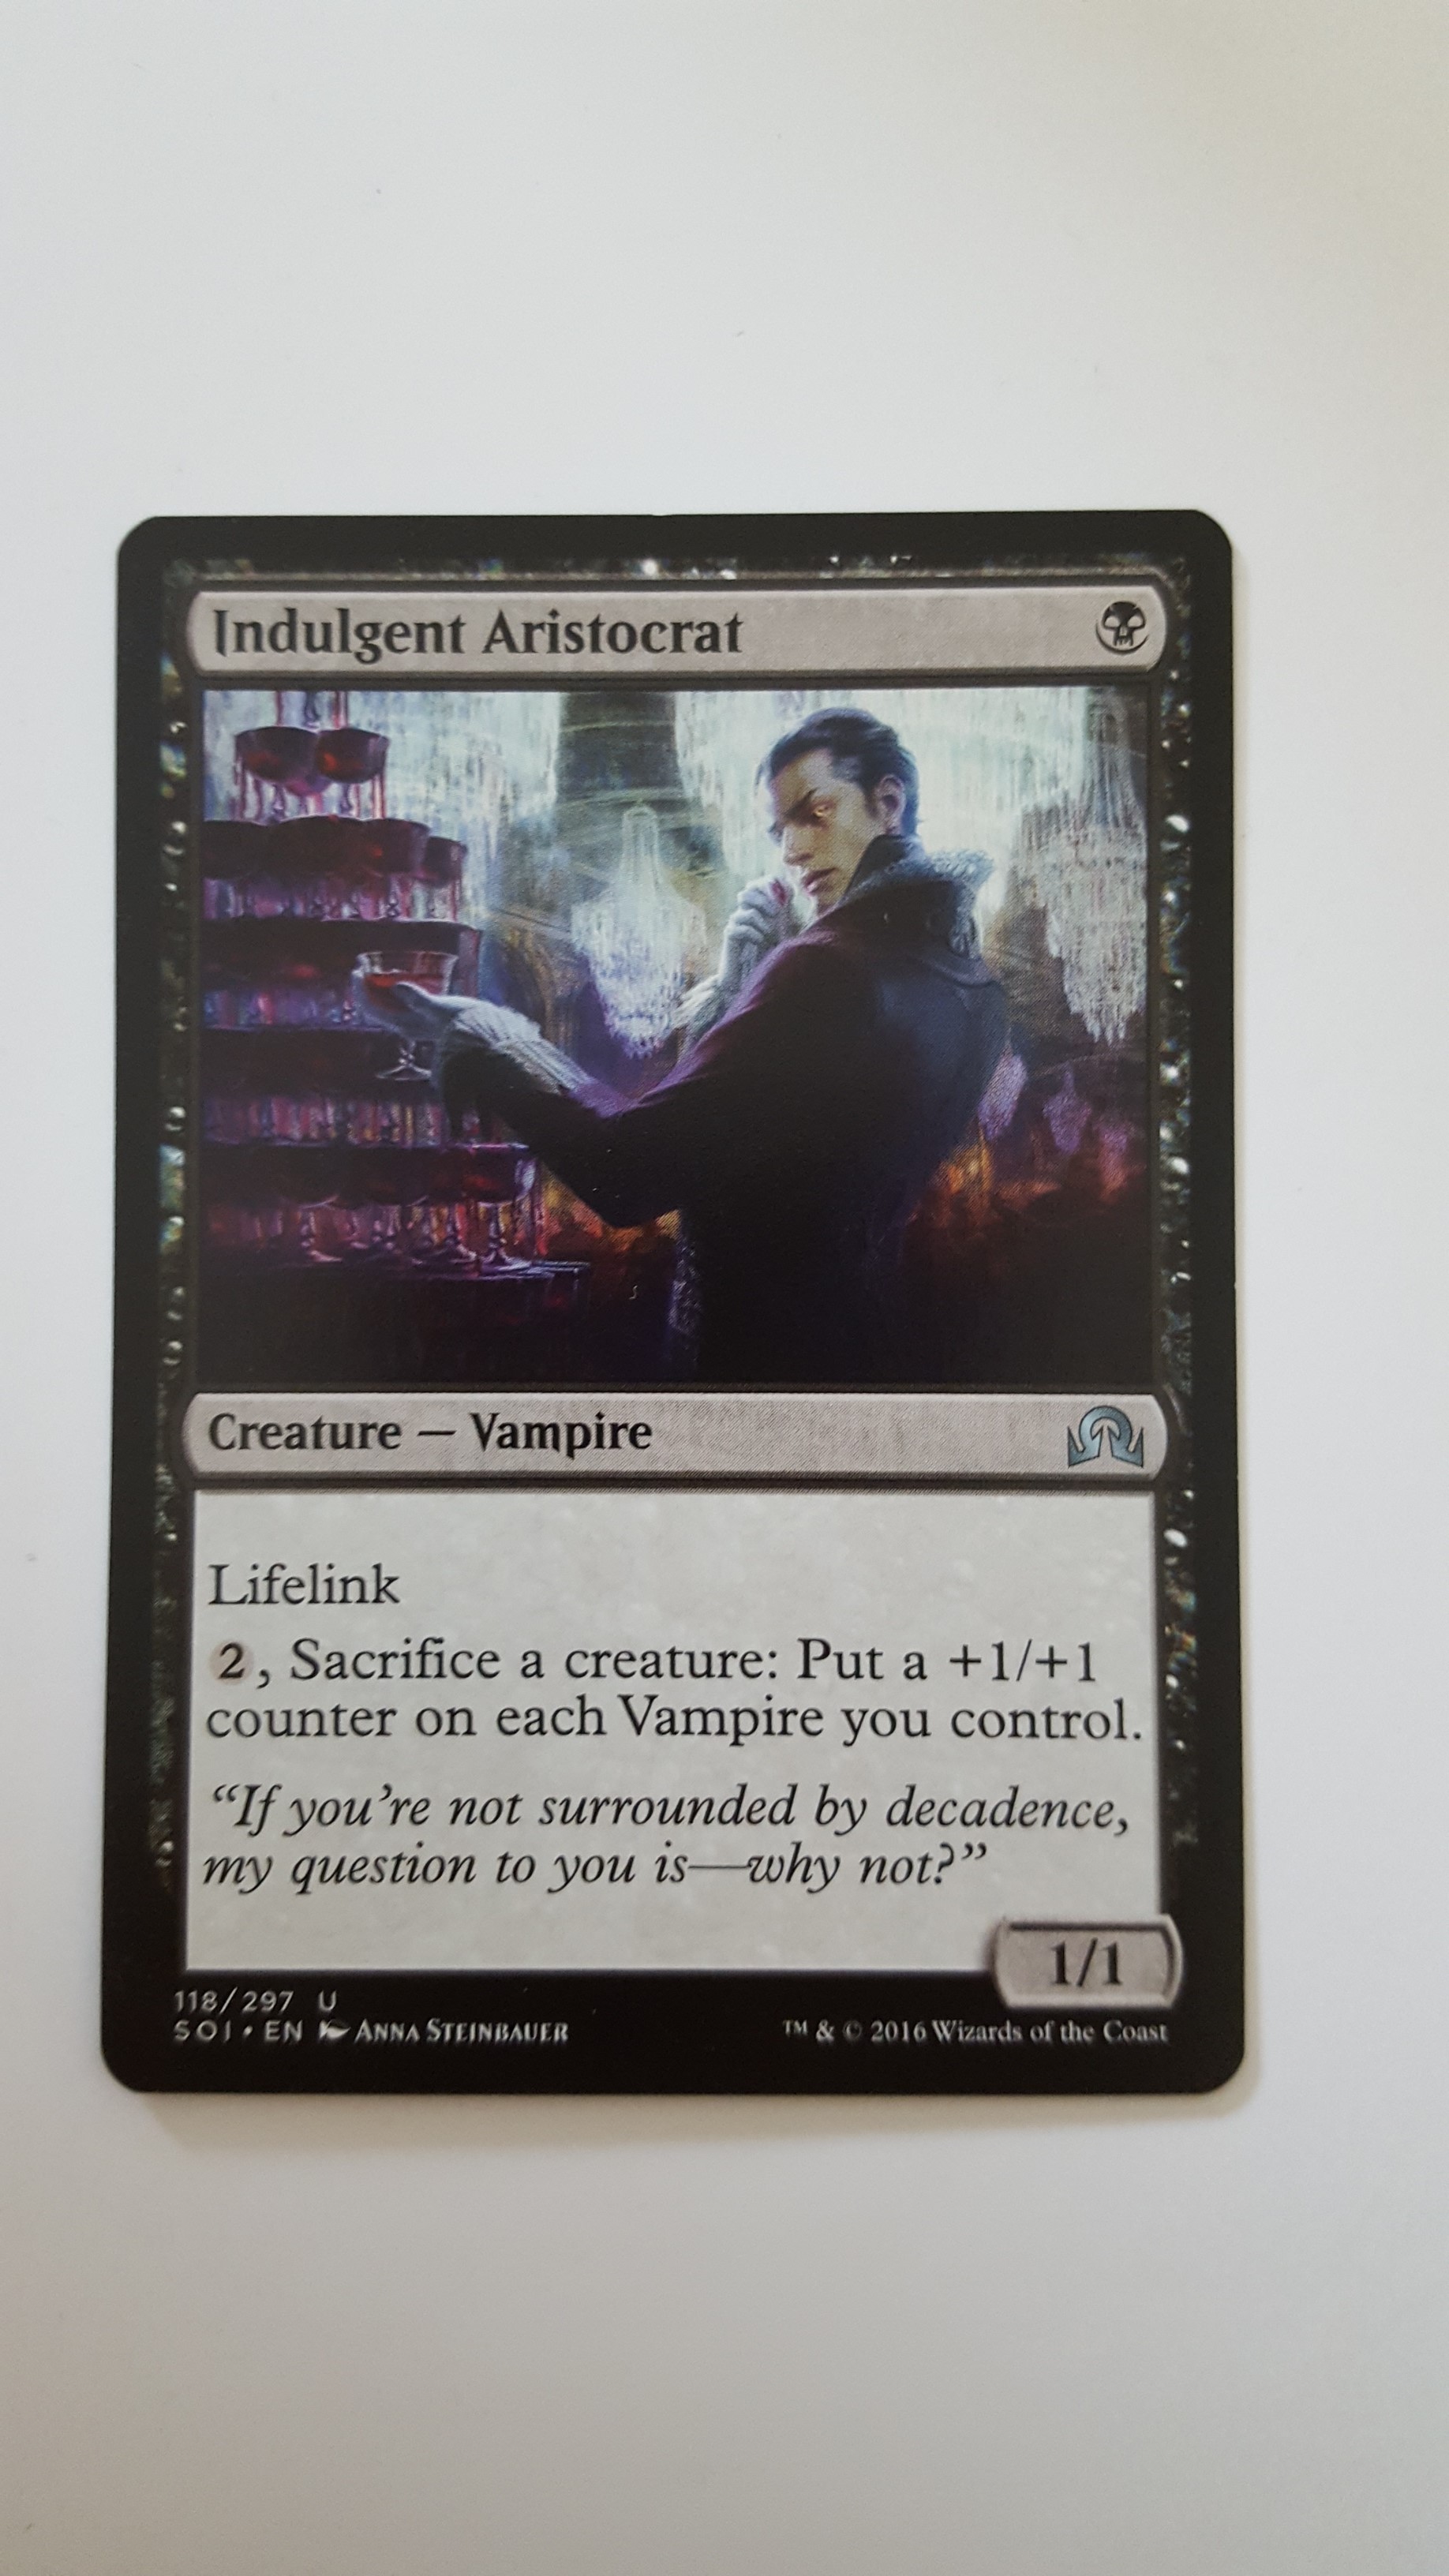 Indulgent Aristocrat
Creature — Vampire
Lifelink
2, Sacrifice a creature: Put a +1/+1
counter on each Vampire you control.
“If you’re not surrounded by decadence,
my question to you is—why not?”
1/1
118/297 U
SOI • EN ANNA STEINBAUER
™ & © 2016 Wizards of the Coast